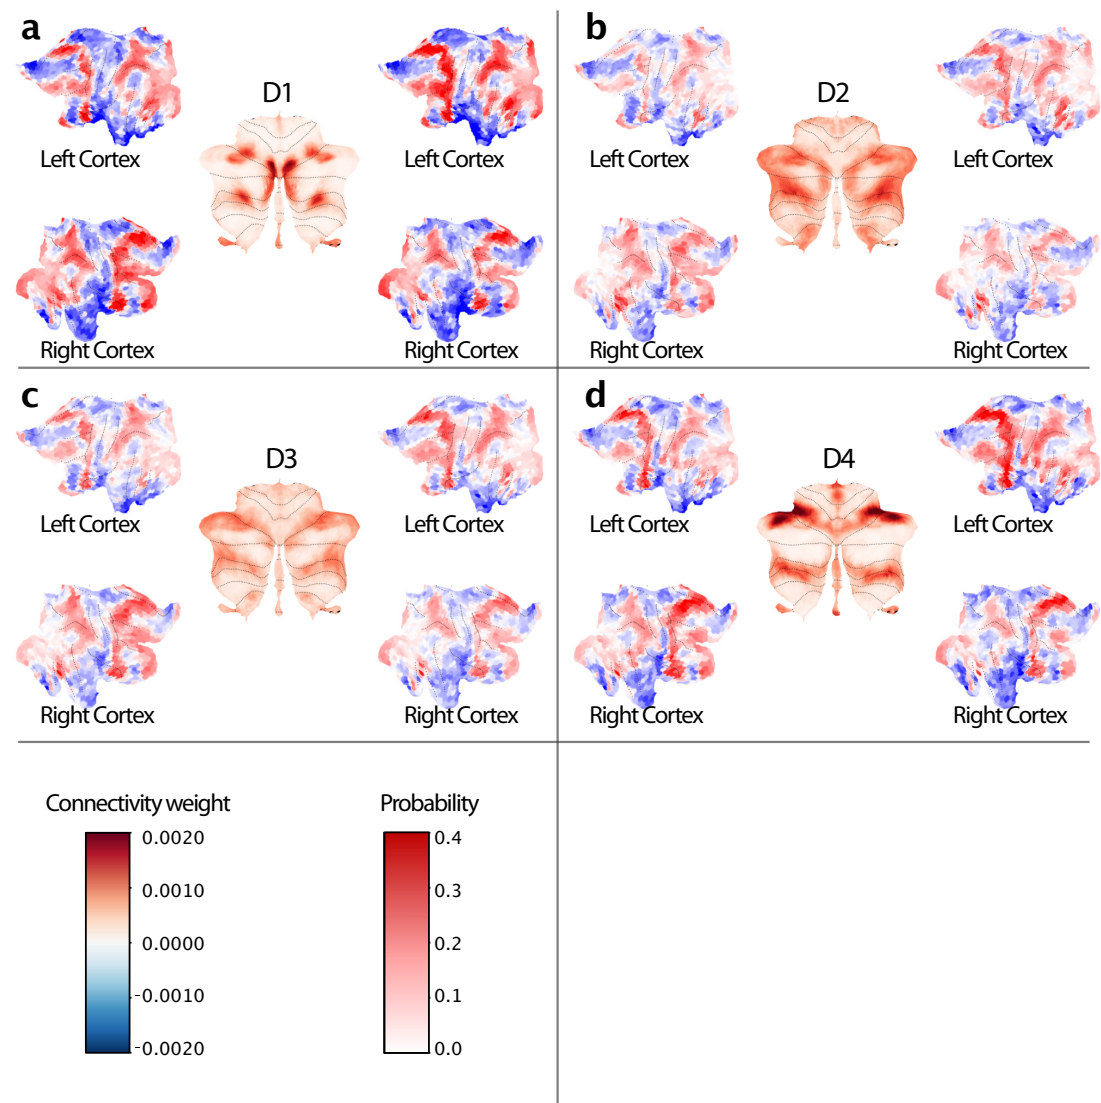 a
b
D1
D2
Left Cortex
Left Cortex
Left Cortex
Left Cortex
Right Cortex
Right Cortex
Right Cortex
Right Cortex
c
d
D3
D4
Left Cortex
Left Cortex
Left Cortex
Left Cortex
Right Cortex
Right Cortex
Right Cortex
Right Cortex
Connectivity weight
Probability
0.0020
0.4
0.0010
0.3
0.0000
0.2
-0.0010
0.1
-0.0020
0.0